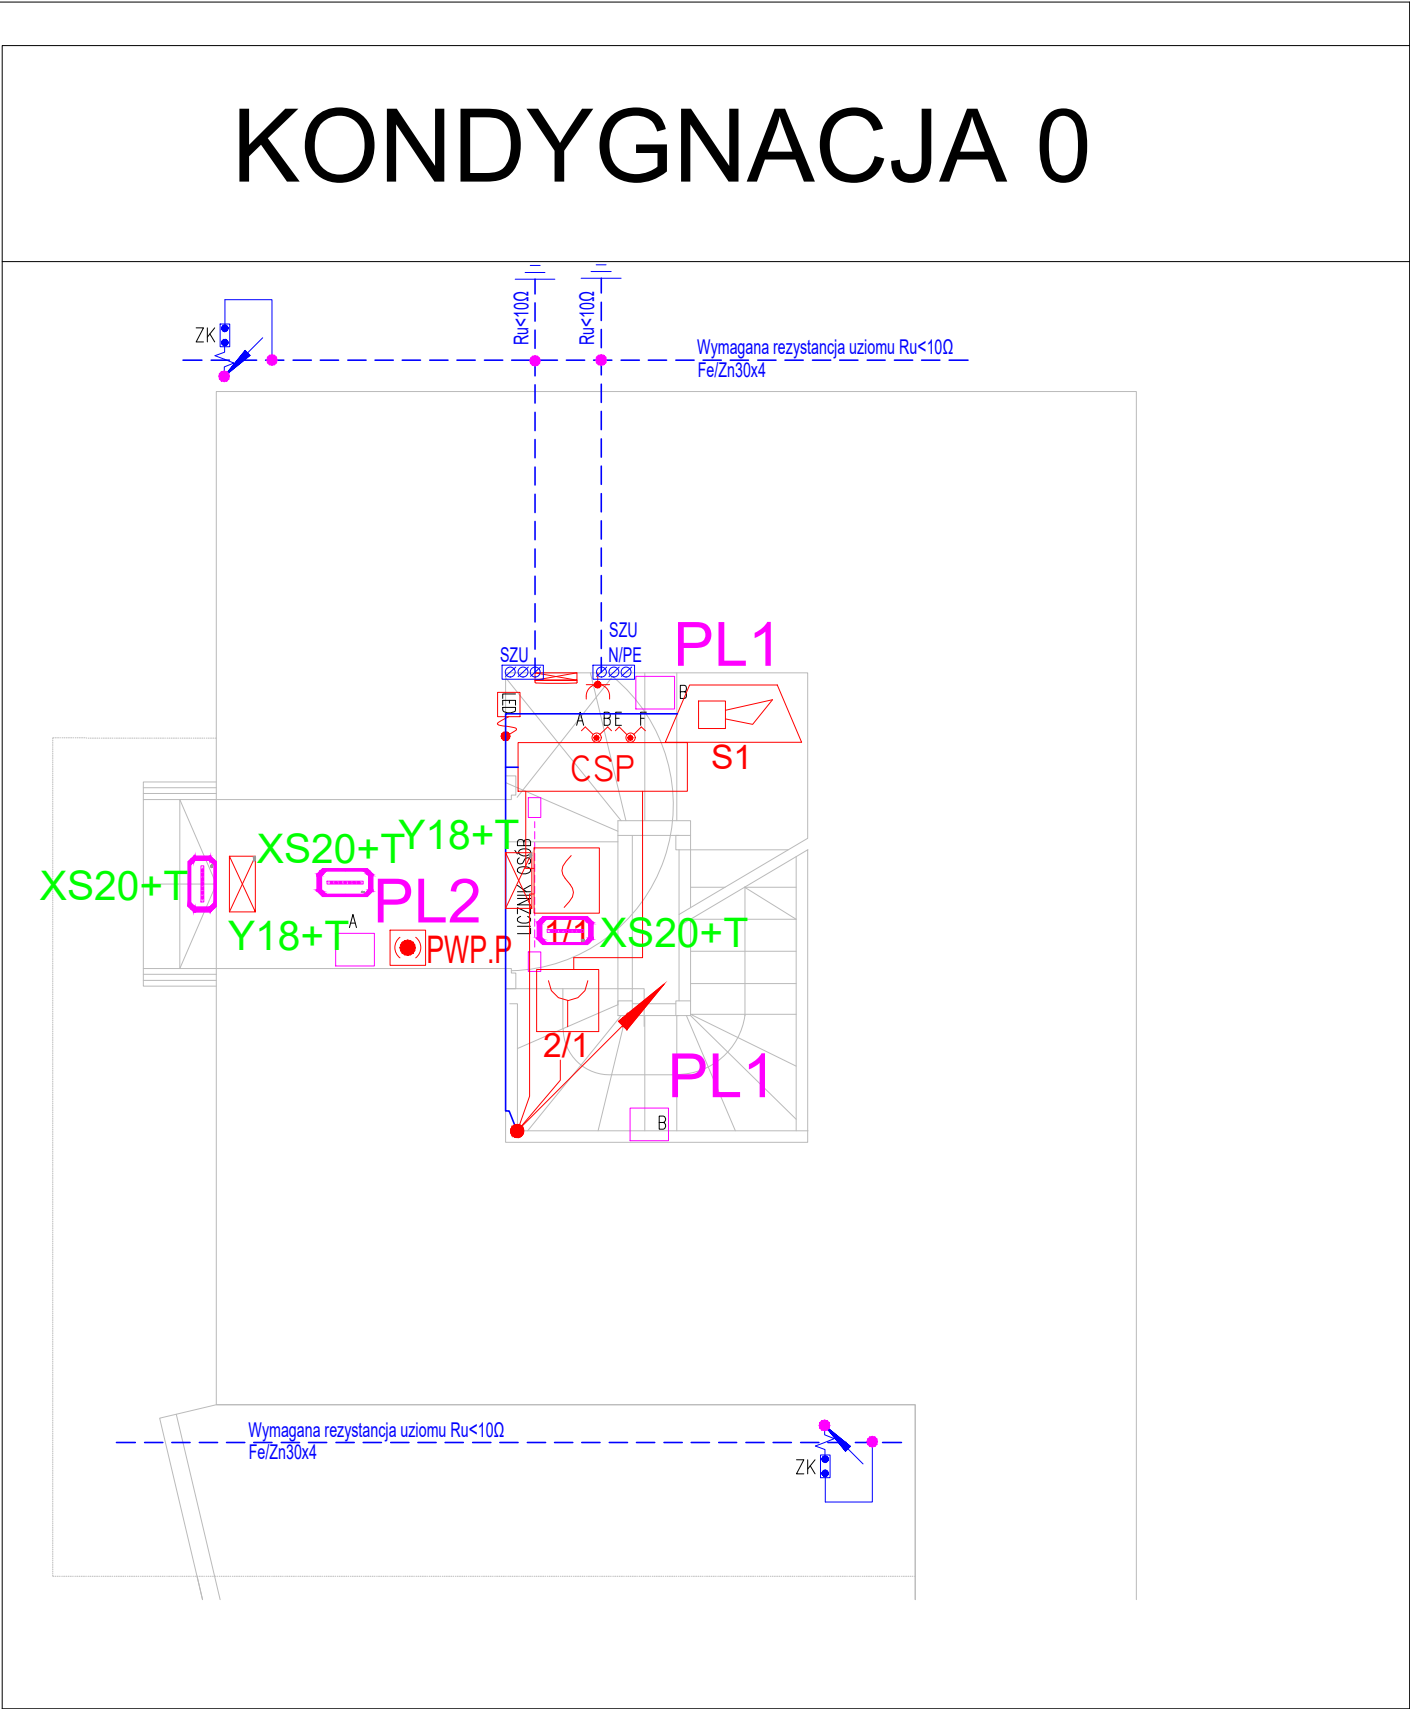 KONDYGNACJA 0
Ru<10Ω
Ru<10Ω
ZK
Wymagana rezystancja uziomu Ru<10Ω
Fe/Zn30x4
SZU
SZU
N/PE
PL1
LED
B
A
B
E
F
CSP
S1
XS20+T
Y18+T
LICZNIK OSÓB
XS20+T
PL2
A
Y18+T
PWP.P
1/1
XS20+T
2/1
PL1
B
Wymagana rezystancja uziomu Ru<10Ω
Fe/Zn30x4
ZK